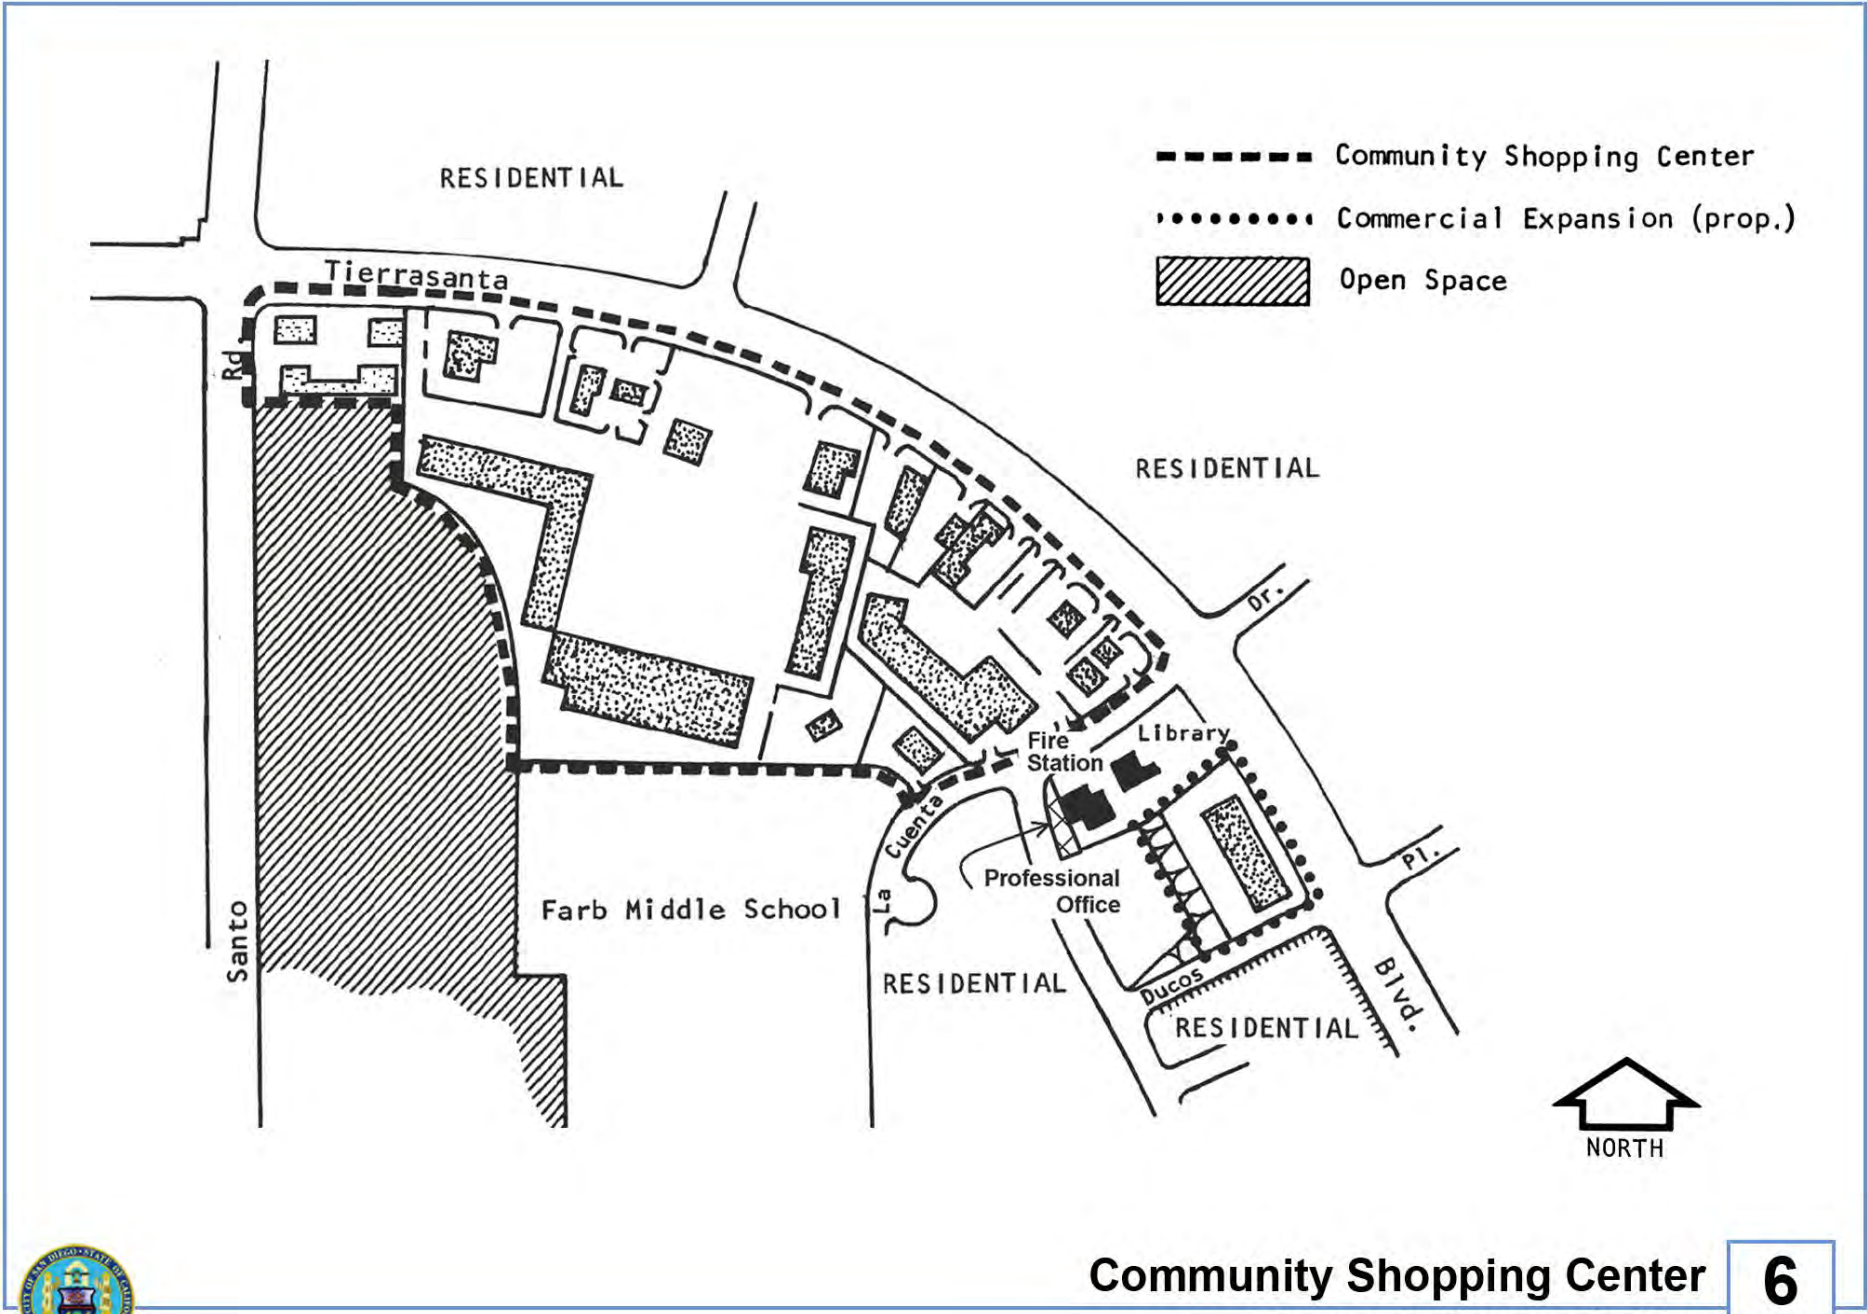 RESIDENTIAL
Community Shopping Center
Commercial Expansion (prop.)
Open Space
Tierrasanta
Rd
RESIDENTIAL
Dr.
Library
Fire
Station
Cuenta
La
Professional
Office
Pl.
Farb Middle School
Santo
RESIDENTIAL
Ducos
Blvd.
RESIDENTIAL
NORTH
Community Shopping Center
6